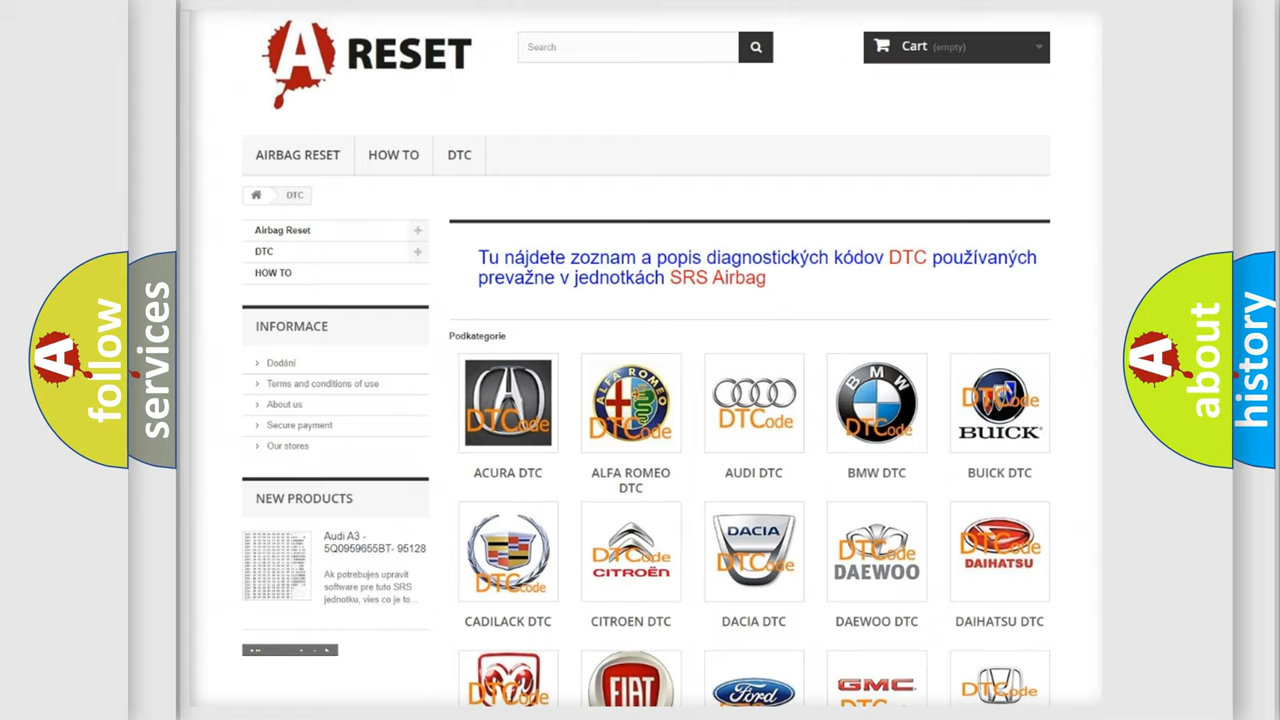 A RESET
Search
Cart (empty)
AIRBAG RESET
HOW TO
DTC
DTC
Airbag Reset
DTC
HOW TO
Tu nájdete zoznam a popis diagnostických kódov DTC používaných
prevažne v jednotkách SRS Airbag
INFORMACE
Dodání
Terms and conditions of use
About us
Secure payment
Our stores
Podkategorie
DTCode
ALFA ROMEO
DTCode
DTCode
BMW
DTCode
DTCode
BUICK
ACURA DTC
ALFA ROMEO
DTC
AUDI DTC
BMW DTC
BUICK DTC
NEW PRODUCTS
Audi A3 -
5Q0959655BT- 95128
Ak potrebujes upravit
software pre tuto SRS
jednotku, vies co je to...
DTCode
DTCode
CITROËN
DACIA
DTCode
DTCode
DAEWOO
DTCode
DAIHATSU
CADILACK DTC
CITROEN DTC
DACIA DTC
DAEWOO DTC
DAIHATSU DTC
DTCode
FIAT
Ford
GMC
DTCode
A follow
services
A about
history